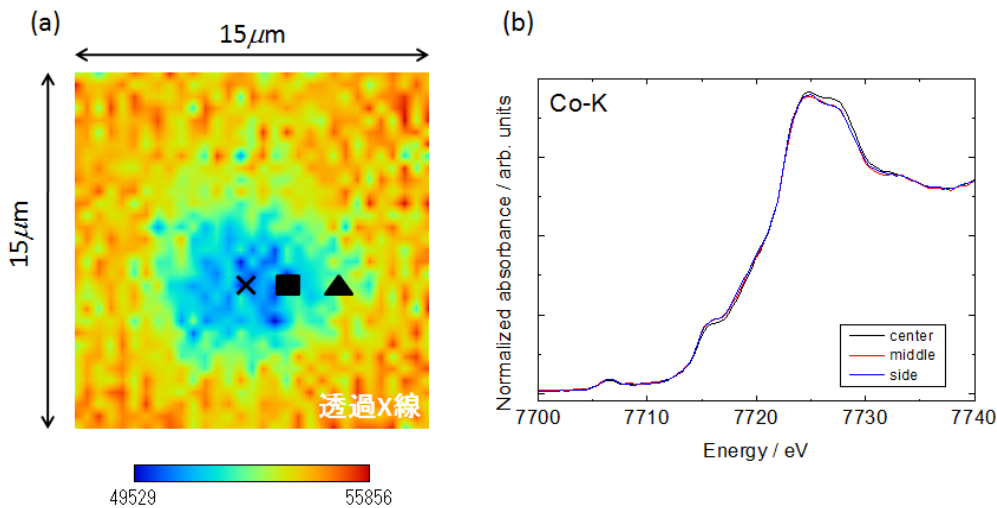 (a)
15μm
15μm
透過X線
49529
55856
(b)
Co-K
Normalized absorbance / arb. units
center
middle
side
7700
7710
7720
7730
7740
Energy / eV